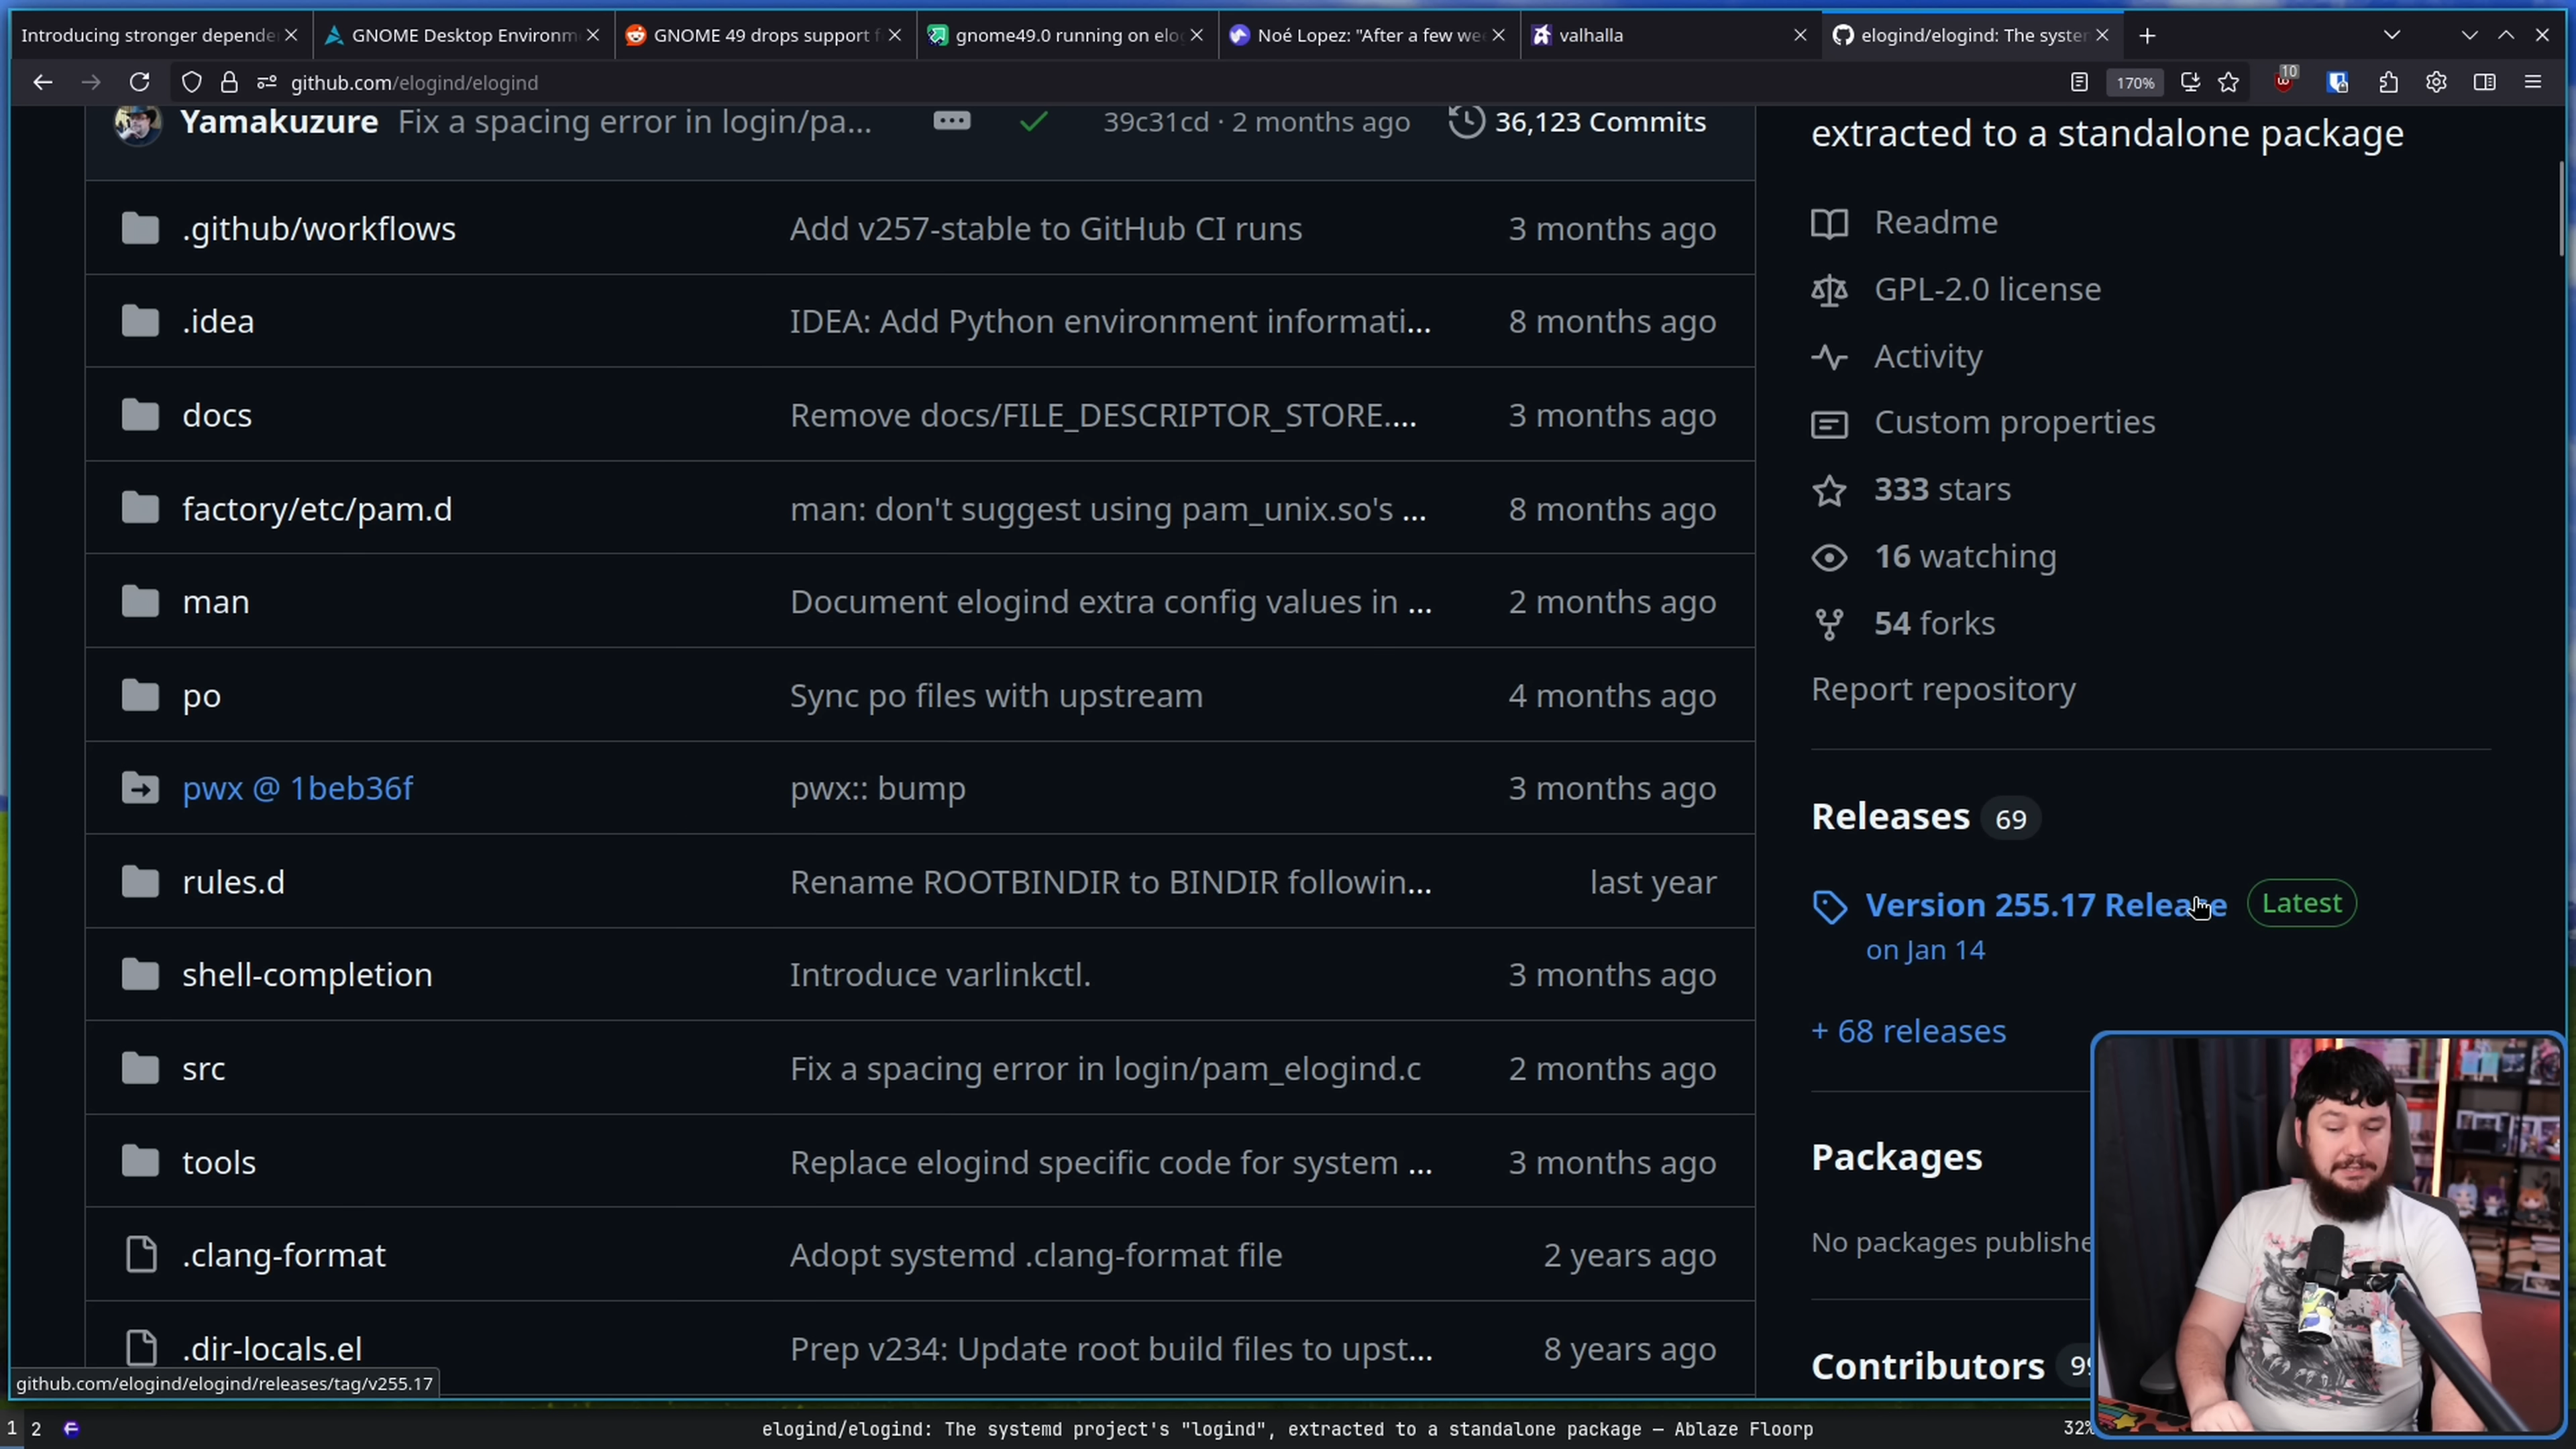 Introducing stronger depende
GNOME Desktop Environm
GNOME 49 drops support f
gnome49.0 running on elog
Noé Lopez: "After a few we
valhalla
elogind/elogind: The syster
github.com/elogind/elogind
170%
10
Yamakuzure Fix a spacing error in login/pa... 39c31cd · 2 months ago 36,123 Commits
.github/workflows Add v257-stable to GitHub CI runs 3 months ago
.idea IDEA: Add Python environment informati... 8 months ago
docs Remove docs/FILE_DESCRIPTOR_STORE.... 3 months ago
factory/etc/pam.d man: don't suggest using pam_unix.so's ... 8 months ago
man Document elogind extra config values in ... 2 months ago
po Sync po files with upstream 4 months ago
pwx @ 1beb36f pwx:: bump 3 months ago
rules.d Rename ROOTBINDIR to BINDIR followin... last year
shell-completion Introduce varlinkctl. 3 months ago
src Fix a spacing error in login/pam_elogind.c 2 months ago
tools Replace elogind specific code for system ... 3 months ago
.clang-format Adopt systemd .clang-format file 2 years ago
.dir-locals.el Prep v234: Update root build files to upst... 8 years ago
extracted to a standalone package
Readme
GPL-2.0 license
Activity
Custom properties
333 stars
16 watching
54 forks
Report repository
Releases 69
Version 255.17 Release Latest
on Jan 14
+ 68 releases
Packages
No packages publishe
Contributors
github.com/elogind/elogind/releases/tag/v255.17
1 2 elogind/elogind: The systemd project's "logind", extracted to a standalone package — Ablaze Floorp 32%